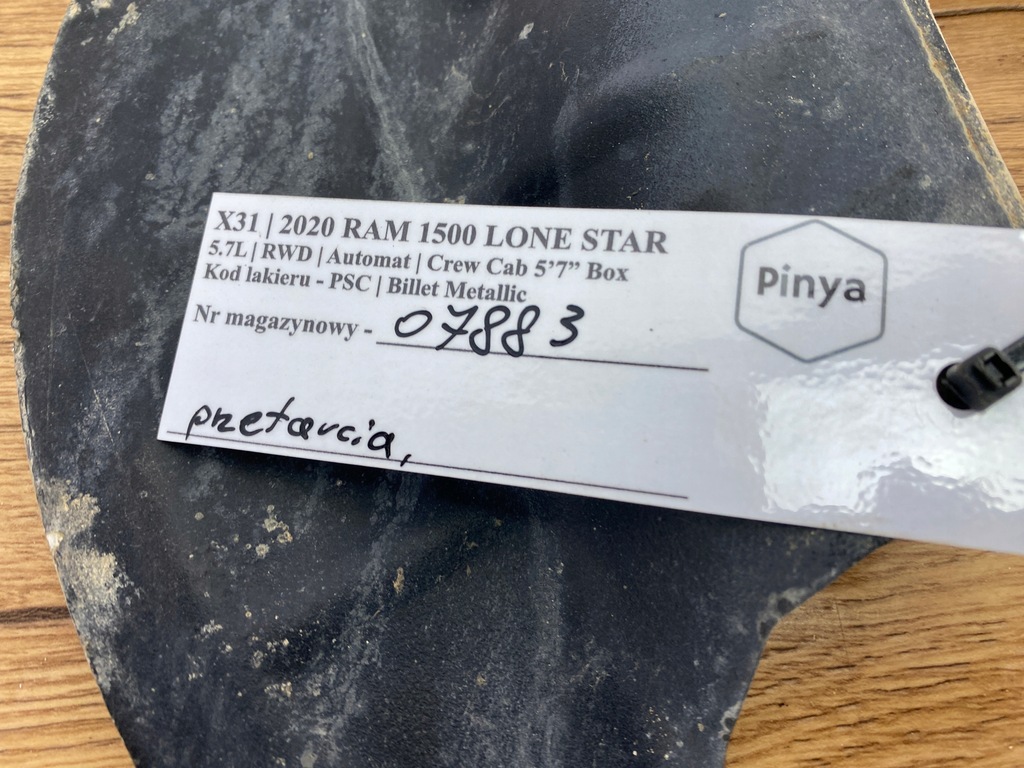 X31 | 2020 RAM 1500 LONE STAR
5.7L | RWD | Automat | Crew Cab 5’7” Box
Kod lakieru - PSC | Billet Metallic
Nr magazynowy - 07883
przetarcia,
Pinya